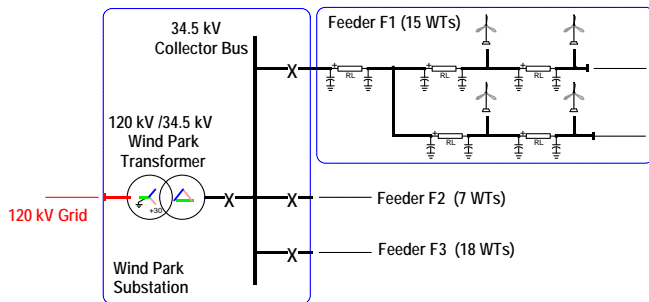 34.5 kV
Collector Bus
Feeder F1 (15 WTs)
+
RL
+
RL
+
RL
120 kV /34.5 kV
Wind Park
Transformer
+
RL
+
RL
+30
120 kV Grid
Feeder F2 (7 WTs)
Feeder F3 (18 WTs)
Wind Park
Substation